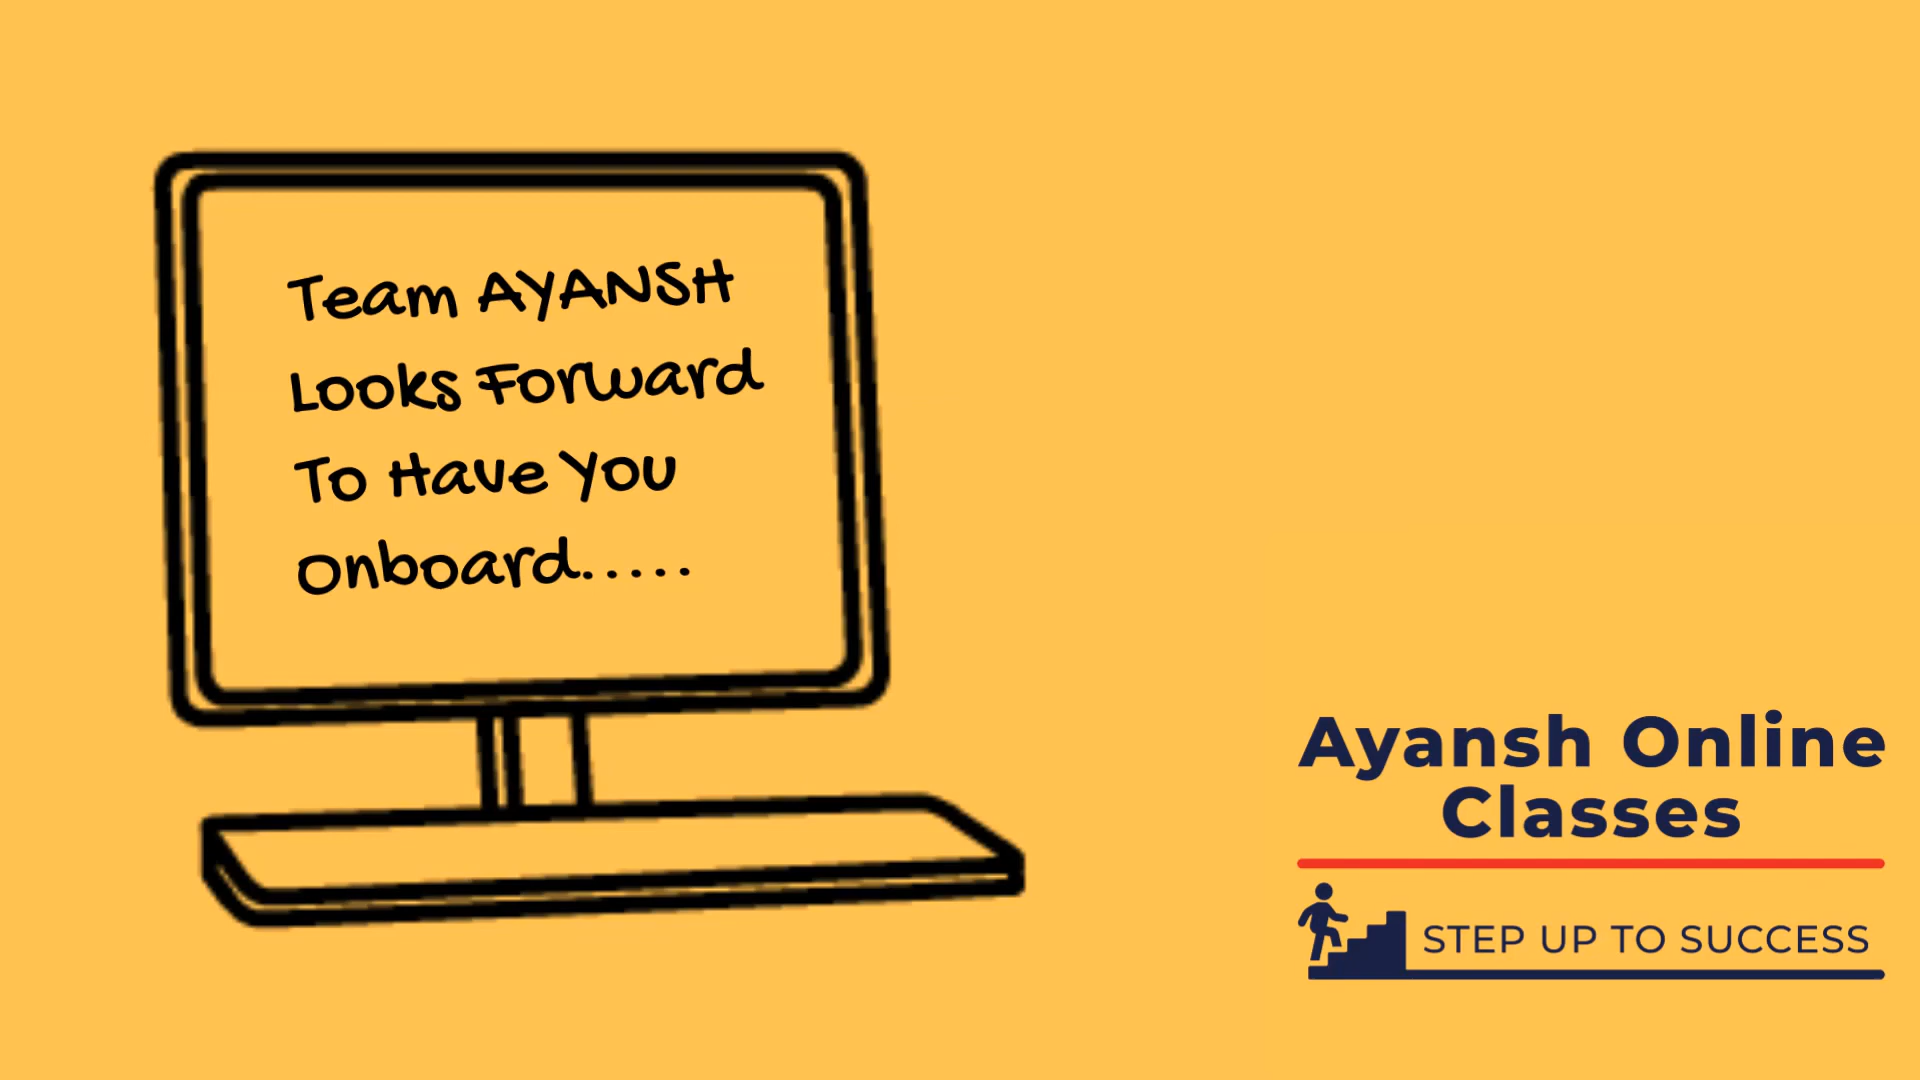 Team AYANSH
Looks Forward
To Have You
Onboard.....
Ayansh Online
Classes
STEP UP TO SUCCESS